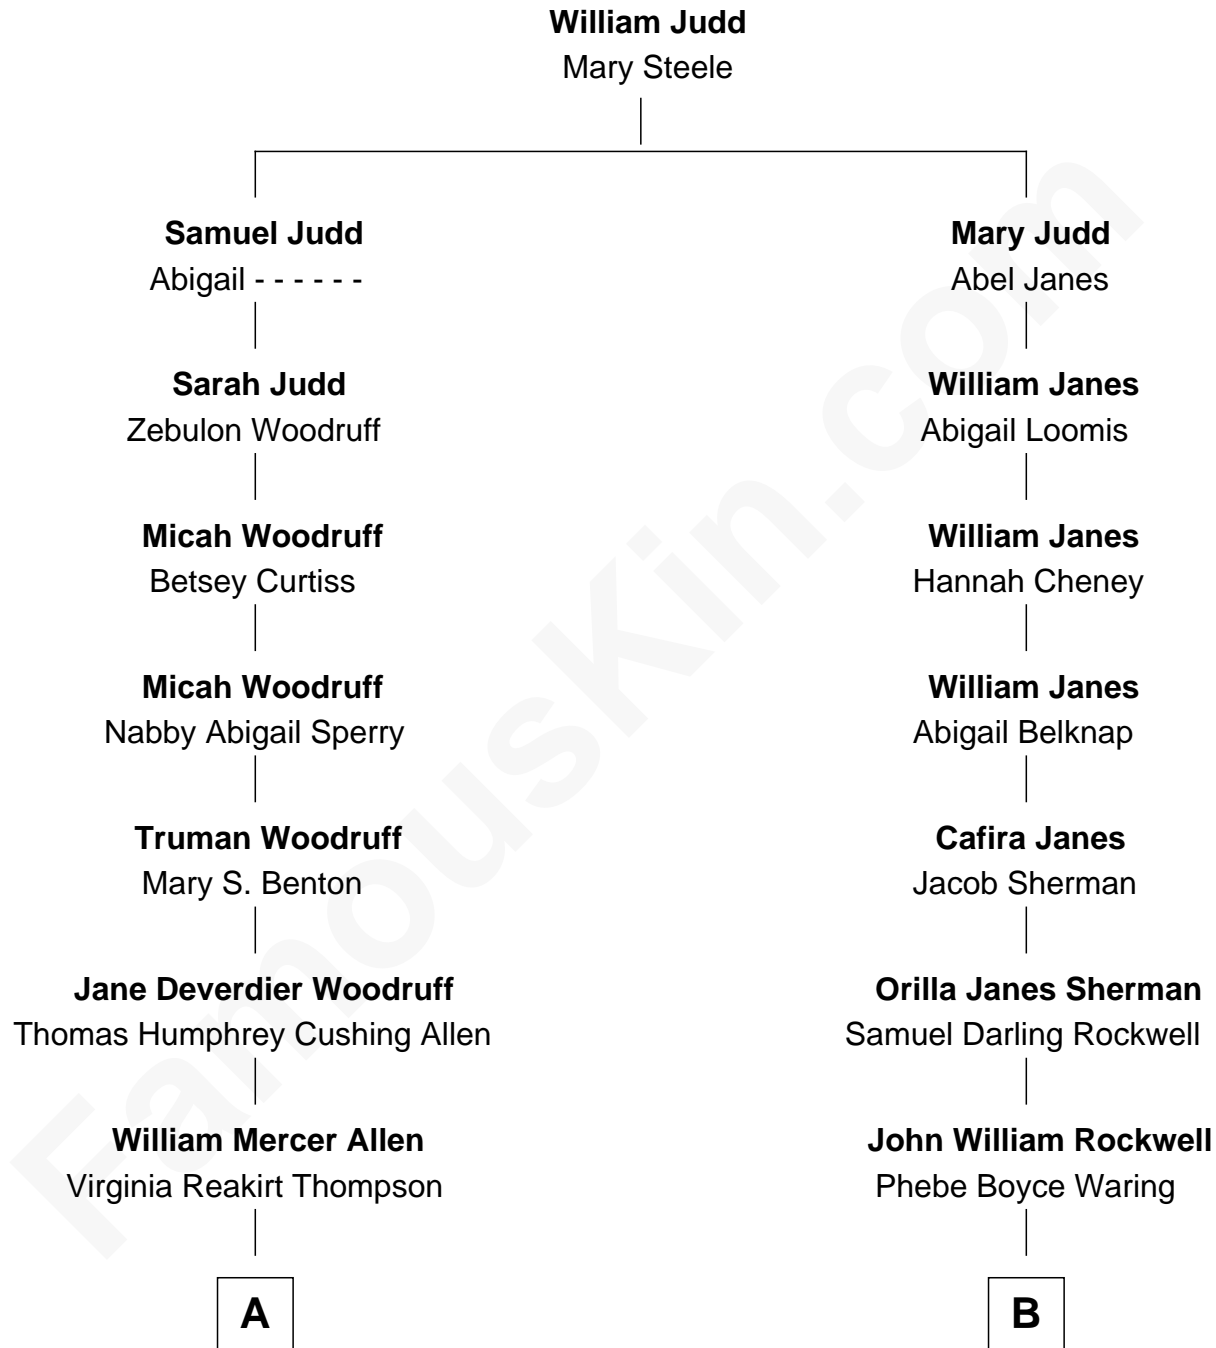 William Judd
Mary Steele
Samuel Judd
Abigail - - - - - -
Mary Judd
Abel Janes
Sarah Judd
Zebulon Woodruff
William Janes
Abigail Loomis
Micah Woodruff
Betsey Curtiss
William Janes
Hannah Cheney
Micah Woodruff
Nabby Abigail Sperry
William Janes
Abigail Belknap
Truman Woodruff
Mary S. Benton
Cafira Janes
Jacob Sherman
Jane Deverdier Woodruff
Thomas Humphrey Cushing Allen
Orilla Janes Sherman
Samuel Darling Rockwell
William Mercer Allen
Virginia Reakirt Thompson
John William Rockwell
Phebe Boyce Waring
A
B
FamousKin.com